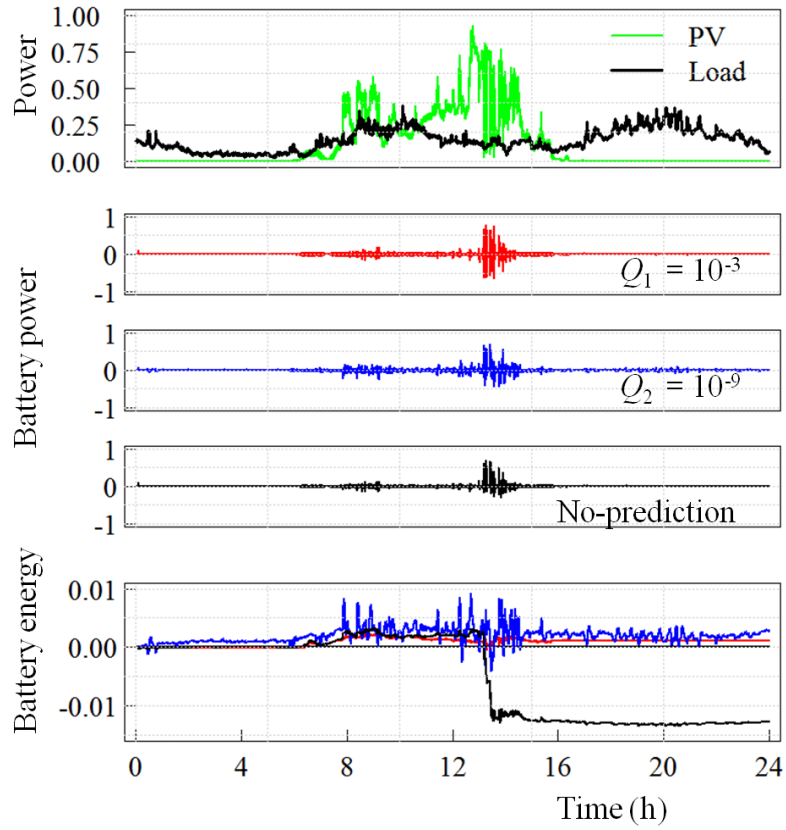 Power
1.00
0.75
0.50
0.25
0.00
PV
Load
Battery power
1
0
-1
Q1 = 10-3
1
0
-1
Q2 = 10-9
1
0
-1
No-prediction
Battery energy
0.01
0.00
-0.01
0 4 8 12 16 20 24
Time (h)